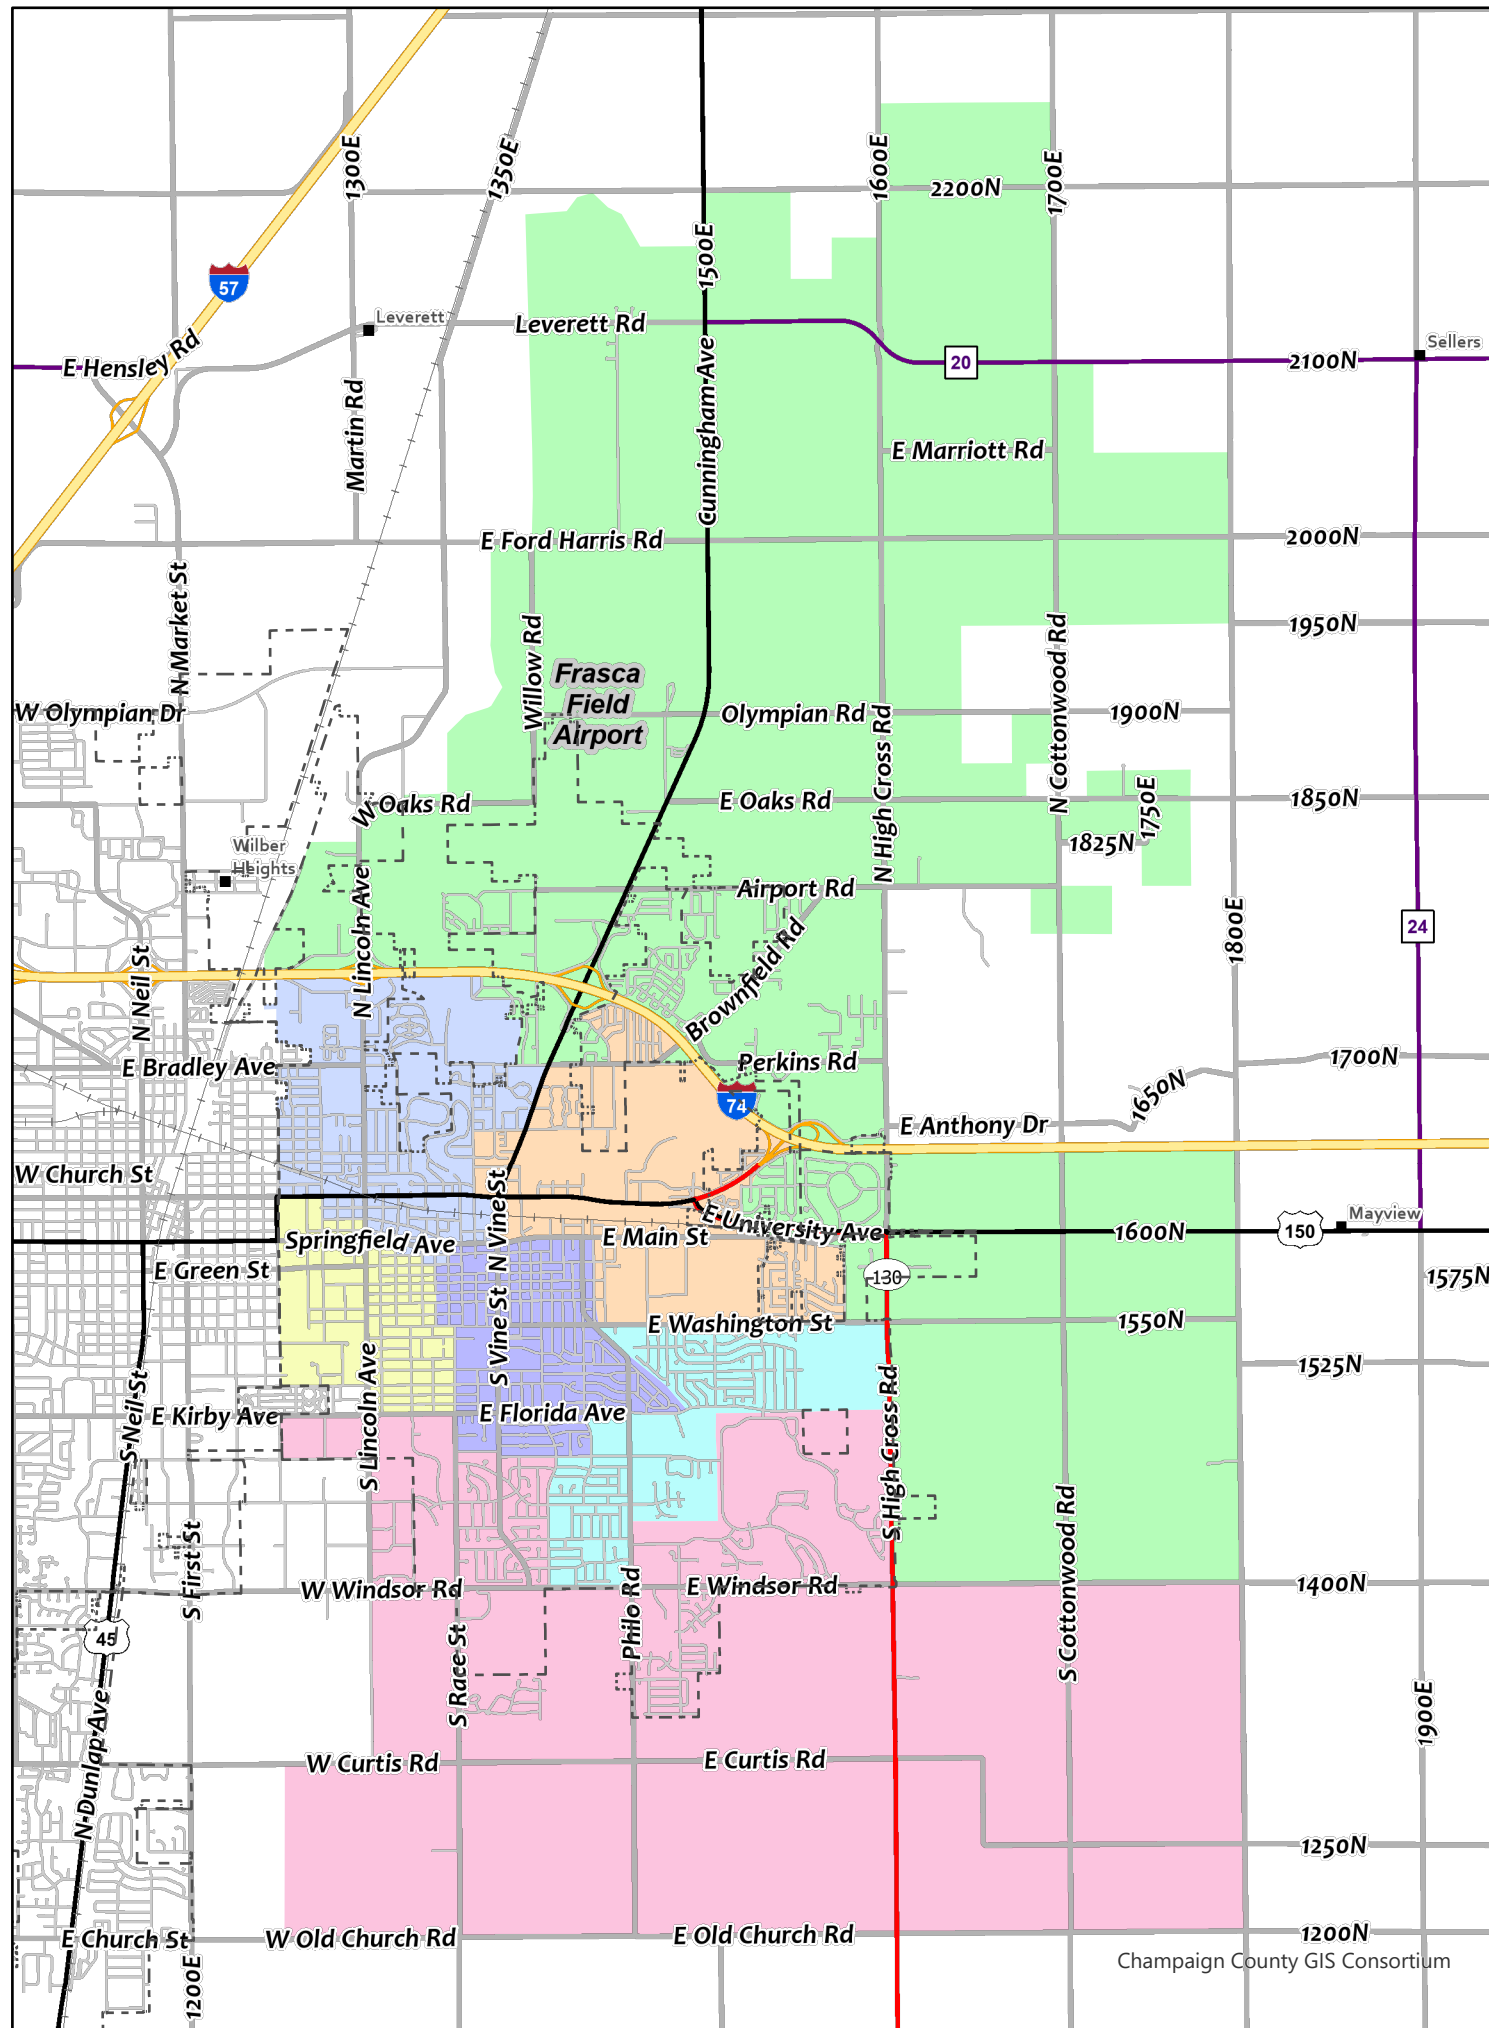 1300E
1350E
1600E
2200N
1700E
1500E
57
Leverett
Leverett Rd
E Hensley Rd
20
2100N
Sellers
Martin Rd
Cunningham Ave
E Marriott Rd
E Ford Harris Rd
2000N
N Market St
1950N
Willow Rd
Frasca
Field
Airport
N Cottonwood Rd
W Olympian Dr
Olympian Rd
1900N
N High Cross Rd
W Oaks Rd
E Oaks Rd
1850N
1750E
1825N
Wilber
Heights
Airport Rd
N Lincoln Ave
1800E
24
N Neil St
Brownfield Rd
E Bradley Ave
Perkins Rd
1700N
1650N
74
E Anthony Dr
W Church St
N Vine St
E University Ave
Mayview
Springfield Ave
E Main St
1600N
150
E Green St
130
1575N
S Vine St
E Washington St
1550N
1525N
S Neil St
S Lincoln Ave
E Kirby Ave
E Florida Ave
S High Cross Rd
S First St
S Cottonwood Rd
W Windsor Rd
E Windsor Rd
1400N
Philo Rd
45
S Race St
N Dunlap Ave
1900E
W Curtis Rd
E Curtis Rd
1250N
E Church St
W Old Church Rd
E Old Church Rd
1200N
1200E
Champaign County GIS Consortium